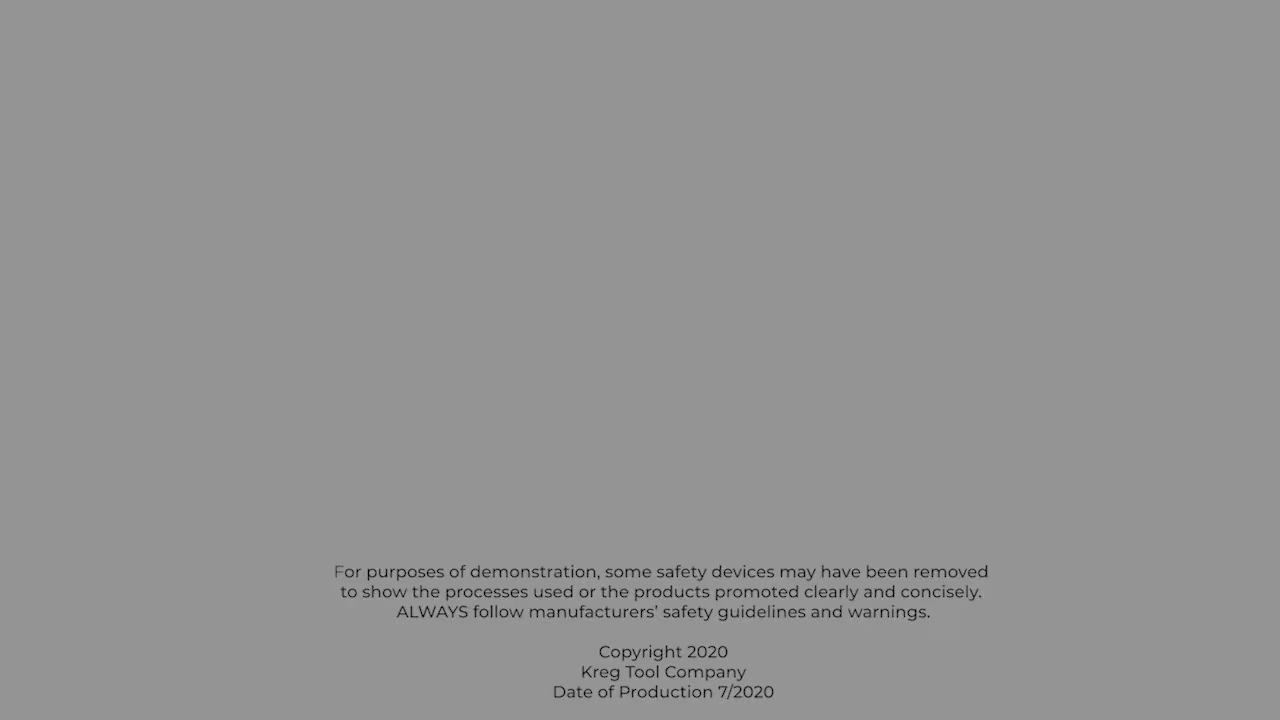 For purposes of demonstration, some safety devices may have been removed
to show the processes used or the products promoted clearly and concisely.
ALWAYS follow manufacturers’ safety guidelines and warnings.
Copyright 2020
Kreg Tool Company
Date of Production 7/2020